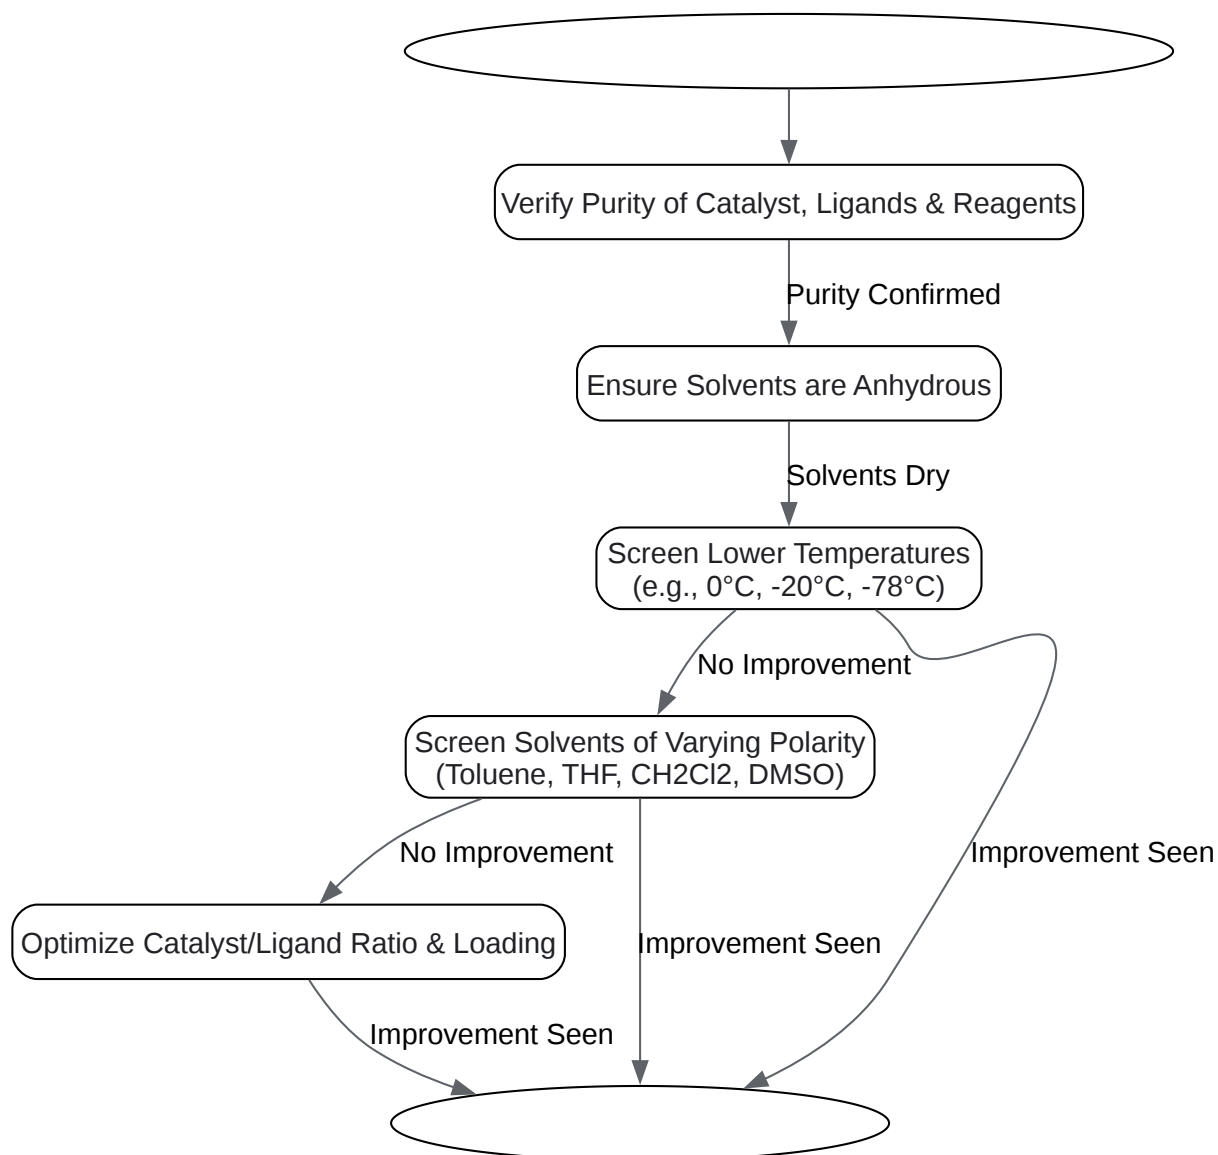 Verify Purity of Catalyst, Ligands & Reagents
Purity Confirmed
Ensure Solvents are Anhydrous
Solvents Dry
Screen Lower Temperatures
(e.g., 0°C, -20°C, -78°C)
No Improvement
Screen Solvents of Varying Polarity
(Toluene, THF, CH2Cl2, DMSO)
No Improvement
Improvement Seen
Optimize Catalyst/Ligand Ratio & Loading
Improvement Seen
Improvement Seen